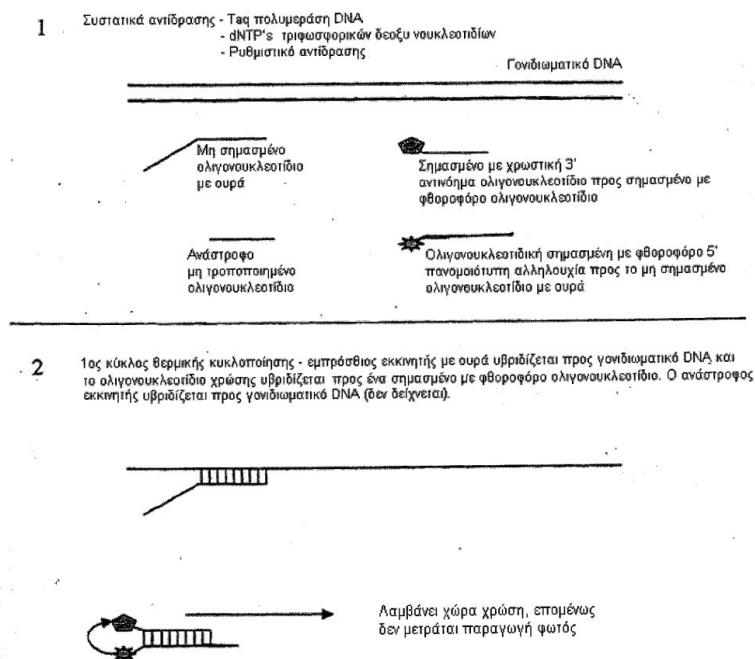 1 Συστατικά αντίδρασης - Taq πολυμεράση DNA
- dNTP's τριφωσφορικών δεοξυ νουκλεοτιδίων
- Ρυθμιστικό αντίδρασης
Γονιδιωματικό DNA
Μη σημασμένο
ολιγονουκλεοτίδιο
με ουρά
Σημασμένο με χρωστική 3'
αντινόημα ολιγονουκλεοτίδιο προς σημασμένο με
φθοροφόρο ολιγονουκλεοτίδιο
Ανάστροφο
μη τροποποιημένο
ολιγονουκλεοτίδιο
Ολιγονουκλεοτιδική σημασμένη με φθοροφόρο 5'
πανομοιότυπη αλληλουχία προς το μη σημασμένο
ολιγονουκλεοτίδιο με ουρά
2 1ος κύκλος θερμικής κυκλοποίησης - εμπρόσθιος εκκινητής με ουρά υβριδίζεται προς γονιδιωματικό DNA και
το ολιγονουκλεοτίδιο χρώσης υβριδίζεται προς ένα σημασμένο με φθοροφόρο ολιγονουκλεοτίδιο. Ο ανάστροφος
εκκινητής υβριδίζεται προς γονιδιωματικό DNA (δεν δείχνεται).
Λαμβάνει χώρα χρώση, επομένως
δεν μετράται παραγωγή φωτός